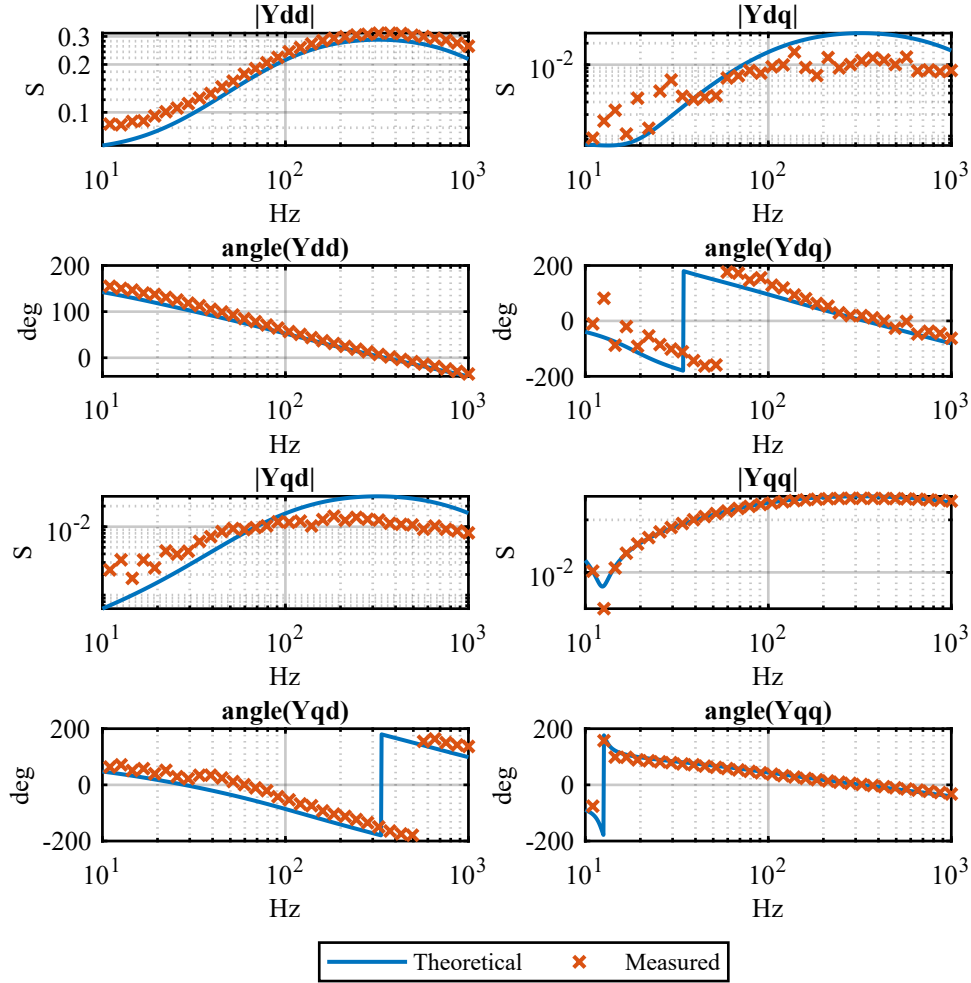 |Ydd|
0.3
0.2
0.1
S
10^1
10^2
10^3
Hz
|Ydq|
10^-2
S
10^1
10^2
10^3
Hz
angle(Ydd)
200
100
0
deg
10^1
10^2
10^3
Hz
angle(Ydq)
200
0
-200
deg
10^1
10^2
10^3
Hz
|Yqd|
10^-2
S
10^1
10^2
10^3
Hz
|Yqq|
10^-2
S
10^1
10^2
10^3
Hz
angle(Yqd)
200
0
-200
deg
10^1
10^2
10^3
Hz
angle(Yqq)
200
0
-200
deg
10^1
10^2
10^3
Hz
Theoretical
Measured